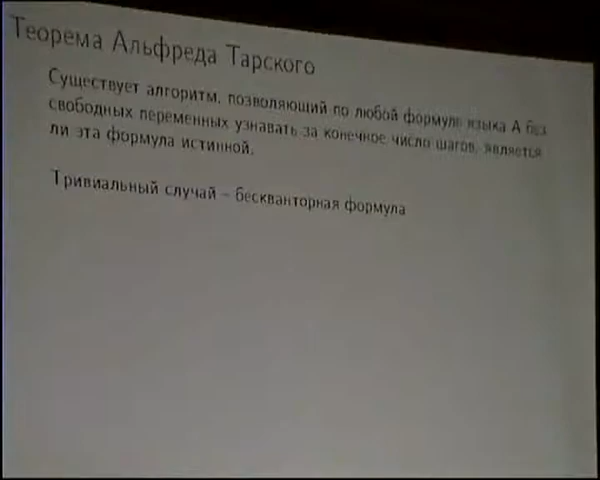 Теорема Альфреда Тарского
Существует алгоритм, позволяющий по любой формуле языка A без
свободных переменных узнавать за конечное число шагов, является
ли эта формула истинной.
Тривиальный случай – бескванторная формула